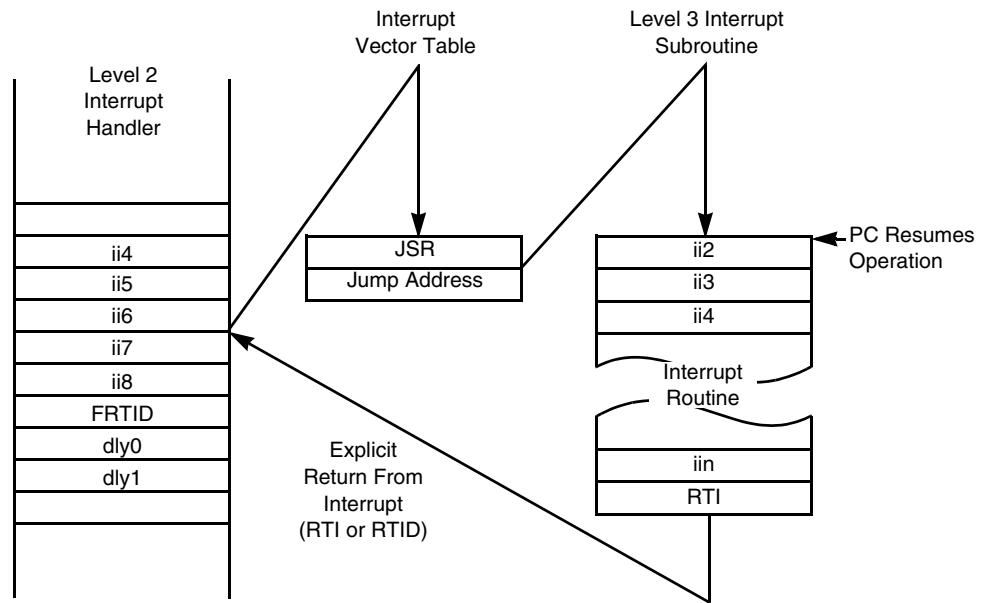 Interrupt
Vector Table
Level 3 Interrupt
Subroutine
Level 2
Interrupt
Handler
ii4
ii5
ii6
ii7
ii8
FRTID
dly0
dly1
JSR
Jump Address
ii2
ii3
ii4
PC Resumes
Operation
Interrupt
Routine
iin
RTI
Explicit
Return From
Interrupt
(RTI or RTID)